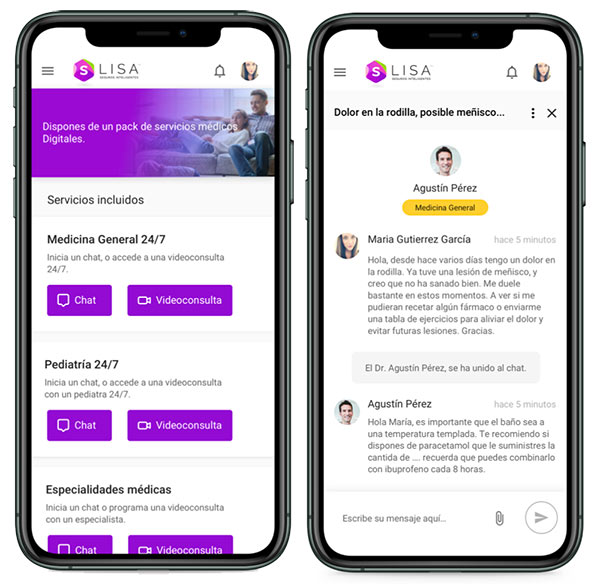 LISA
SEGUROS INTELIGENTES
Dispones de un pack de servicios médicos
Digitales.
Servicios incluidos
Medicina General 24/7
Inicia un chat, o accede a una videoconsulta
24/7.
Chat
Videoconsulta
Pediatría 24/7
Inicia un chat, o accede a una videoconsulta
con un pediatra 24/7.
Chat
Videoconsulta
Especialidades médicas
Inicia un chat o programa una videoconsulta
con un especialista.
Chat
Videoconsulta
LISA
SEGUROS INTELIGENTES
Dolor en la rodilla, posible meñisco...
Agustín Pérez
Medicina General
Maria Gutierrez García
hace 5 minutos
Hola, desde hace varios días tengo un dolor en
la rodilla. Ya tuve una lesión de meñisco, y
creo que no ha sanado bien. Me duele
bastante en estos momentos. A ver si me
pudieran recetar algún fármaco o enviarme
una tabla de ejercicios para aliviar el dolor y
evitar futuras lesiones. Gracias.
El Dr. Agustín Pérez, se ha unido al chat.
Agustín Pérez
hace 5 minutos
Hola María, es importante que el baño sea a
una temperatura templada. Te recomiendo si
dispones de paracetamol que le suministres la
cantida de .... recuerda que puedes combinarlo
con ibuprofeno cada 8 horas.
Escribe su mensaje aquí...